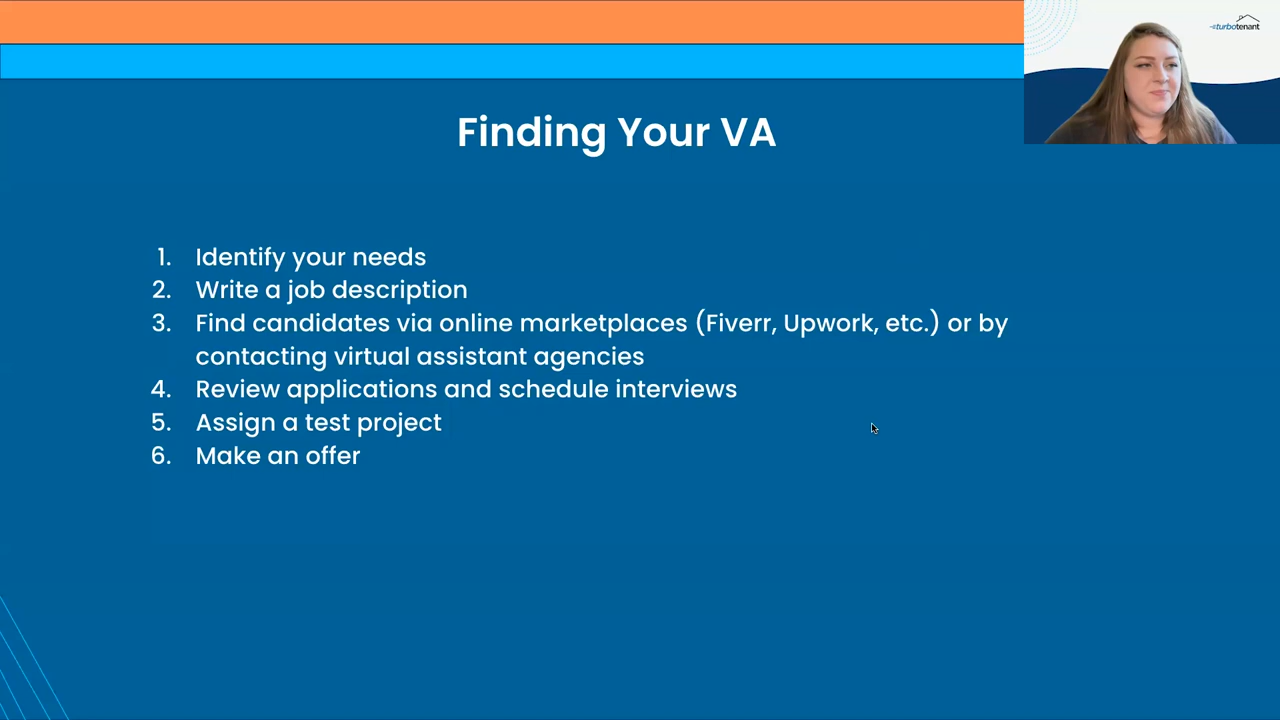 turbotenant
Finding Your VA
1. Identify your needs
2. Write a job description
3. Find candidates via online marketplaces (Fiverr, Upwork, etc.) or by
contacting virtual assistant agencies
4. Review applications and schedule interviews
5. Assign a test project
6. Make an offer